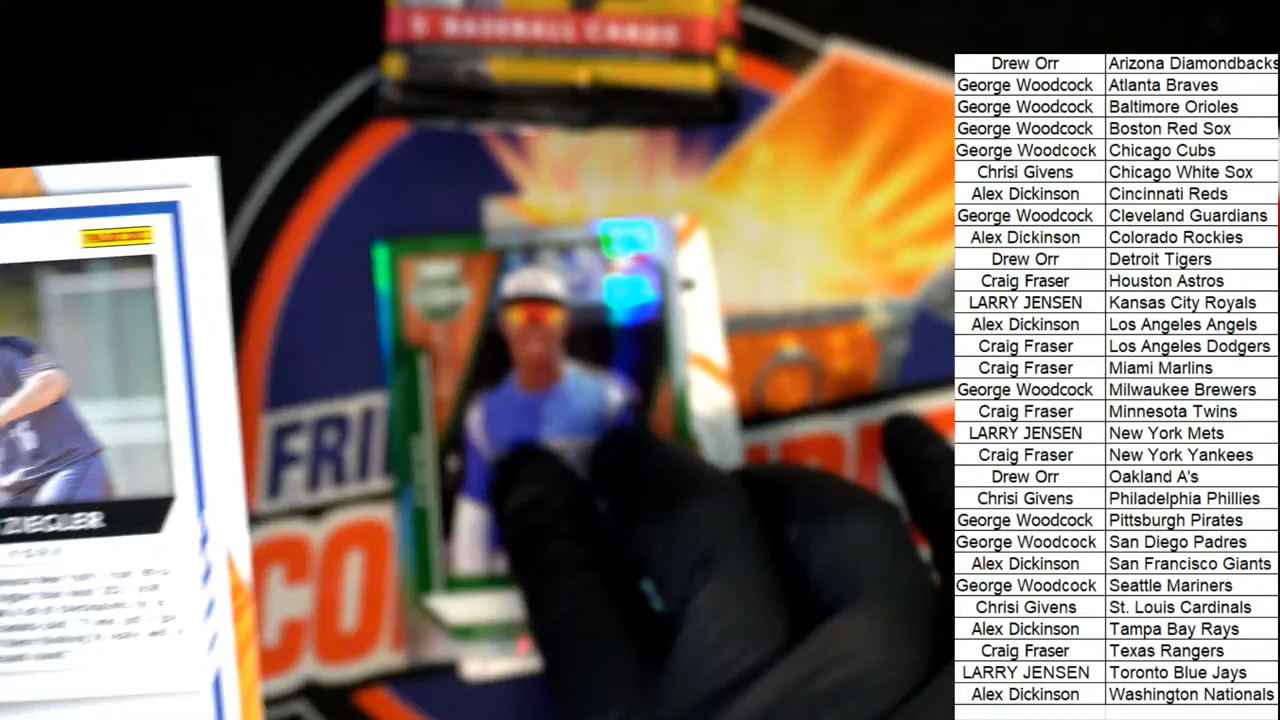 BASEBALL CARDS
PANINI
ZIEGLER
FRI
CO
Drew Orr Arizona Diamondbacks
George Woodcock Atlanta Braves
George Woodcock Baltimore Orioles
George Woodcock Boston Red Sox
George Woodcock Chicago Cubs
Chrisi Givens Chicago White Sox
Alex Dickinson Cincinnati Reds
George Woodcock Cleveland Guardians
Alex Dickinson Colorado Rockies
Drew Orr Detroit Tigers
Craig Fraser Houston Astros
LARRY JENSEN Kansas City Royals
Alex Dickinson Los Angeles Angels
Craig Fraser Los Angeles Dodgers
Craig Fraser Miami Marlins
George Woodcock Milwaukee Brewers
Craig Fraser Minnesota Twins
LARRY JENSEN New York Mets
Craig Fraser New York Yankees
Drew Orr Oakland A's
Chrisi Givens Philadelphia Phillies
George Woodcock Pittsburgh Pirates
George Woodcock San Diego Padres
Alex Dickinson San Francisco Giants
George Woodcock Seattle Mariners
Chrisi Givens St. Louis Cardinals
Alex Dickinson Tampa Bay Rays
Craig Fraser Texas Rangers
LARRY JENSEN Toronto Blue Jays
Alex Dickinson Washington Nationals